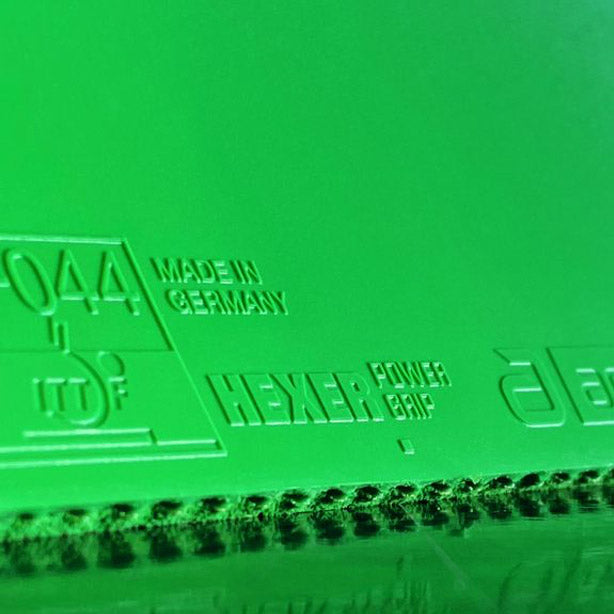 044
MADE IN
GERMANY
ITTF
HEXER POWER
GRIP
a